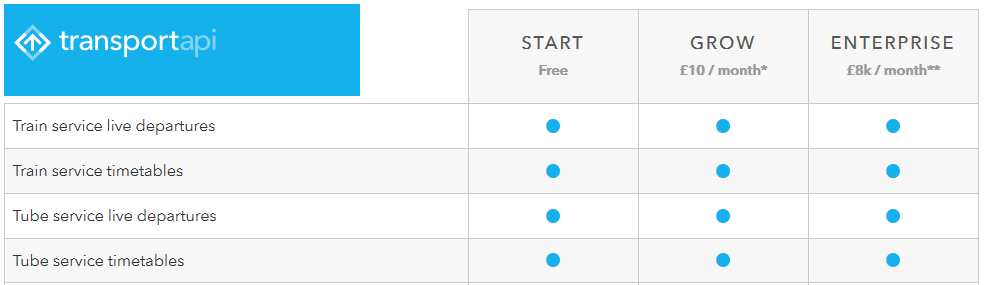 transportapi
START GROW ENTERPRISE
Free £10 / month* £8k / month**
Train service live departures
Train service timetables
Tube service live departures
Tube service timetables